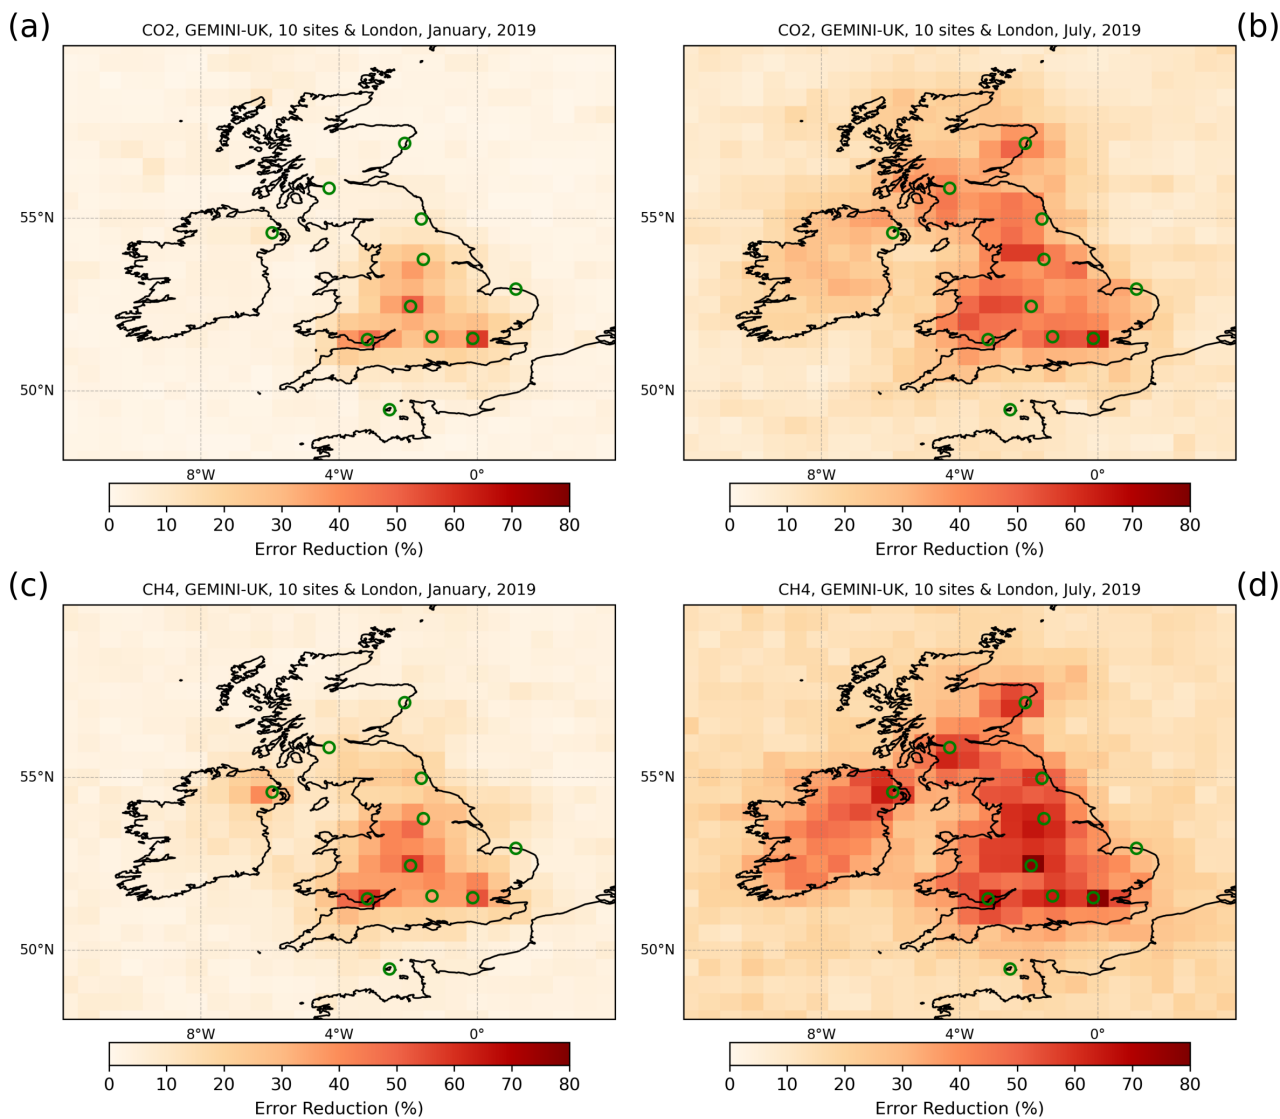 (a)
CO2, GEMINI-UK, 10 sites & London, January, 2019
55°N
50°N
8°W 4°W 0°
0 10 20 30 40 50 60 70 80
Error Reduction (%)
(b)
CO2, GEMINI-UK, 10 sites & London, July, 2019
8°W 4°W 0°
0 10 20 30 40 50 60 70 80
Error Reduction (%)
(c)
CH4, GEMINI-UK, 10 sites & London, January, 2019
55°N
50°N
8°W 4°W 0°
0 10 20 30 40 50 60 70 80
Error Reduction (%)
(d)
CH4, GEMINI-UK, 10 sites & London, July, 2019
8°W 4°W 0°
0 10 20 30 40 50 60 70 80
Error Reduction (%)